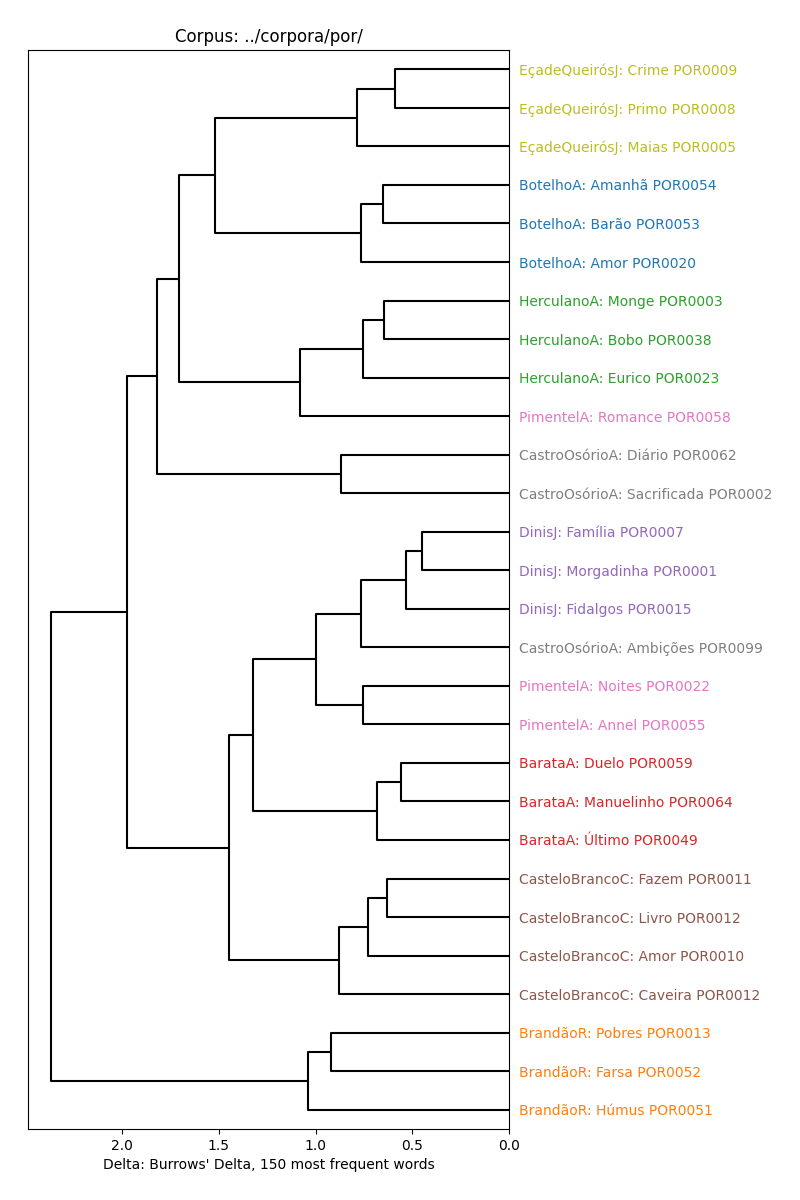 Corpus: ../corpora/por/
EçadeQueirósJ: Crime POR0009
EçadeQueirósJ: Primo POR0008
EçadeQueirósJ: Maias POR0005
BotelhoA: Amanhã POR0054
BotelhoA: Barão POR0053
BotelhoA: Amor POR0020
HerculanoA: Monge POR0003
HerculanoA: Bobo POR0038
HerculanoA: Eurico POR0023
PimentelA: Romance POR0058
CastroOsórioA: Diário POR0062
CastroOsórioA: Sacrificada POR0002
DinisJ: Família POR0007
DinisJ: Morgadinha POR0001
DinisJ: Fidalgos POR0015
CastroOsórioA: Ambições POR0099
PimentelA: Noites POR0022
PimentelA: Annel POR0055
BarataA: Duelo POR0059
BarataA: Manuelinho POR0064
BarataA: Último POR0049
CasteloBrancoC: Fazem POR0011
CasteloBrancoC: Livro POR0012
CasteloBrancoC: Amor POR0010
CasteloBrancoC: Caveira POR0012
BrandãoR: Pobres POR0013
BrandãoR: Farsa POR0052
BrandãoR: Húmus POR0051
2.0 1.5 1.0 0.5 0.0
Delta: Burrows' Delta, 150 most frequent words